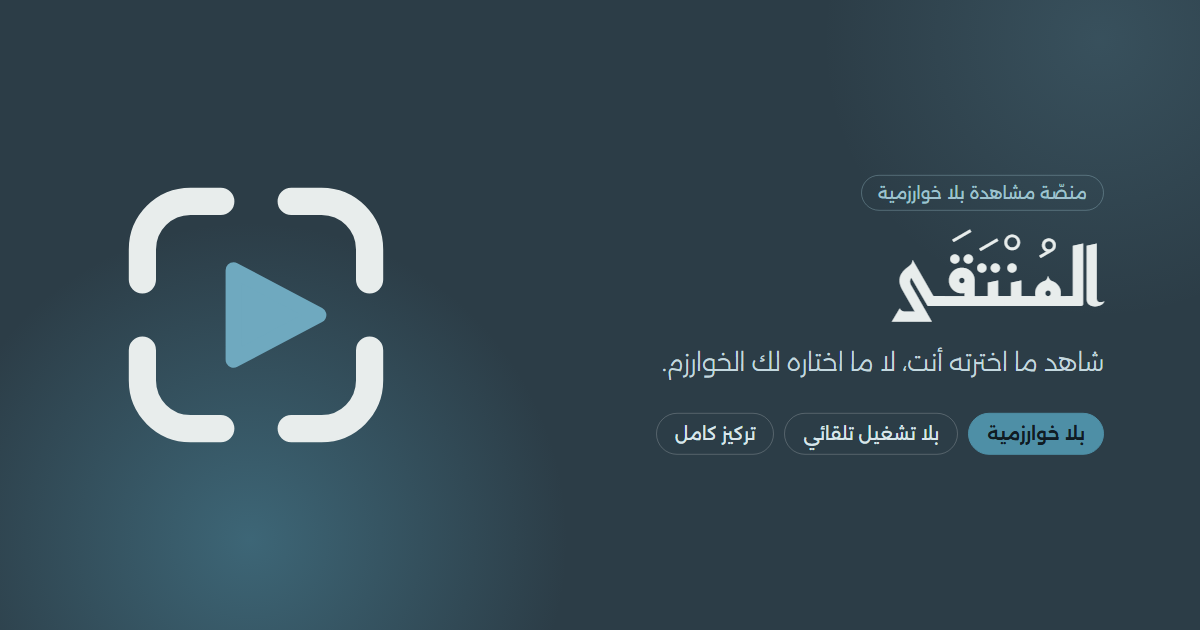 منصّة مشاهدة بلا خوارزمية
المُنْتَقَى
شاهد ما اخترته أنت، لا ما اختاره لك الخوارزم.
بلا خوارزمية بلا تشغيل تلقائي تركيز كامل